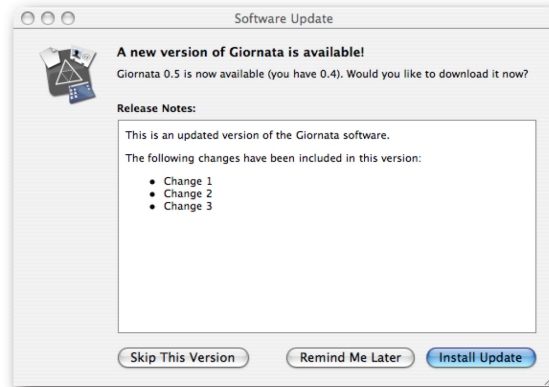 Software Update
A new version of Giornata is available!
Giornata 0.5 is now available (you have 0.4). Would you like to download it now?
Release Notes:
This is an updated version of the Giornata software.
The following changes have been included in this version:
• Change 1
• Change 2
• Change 3
Skip This Version Remind Me Later Install Update